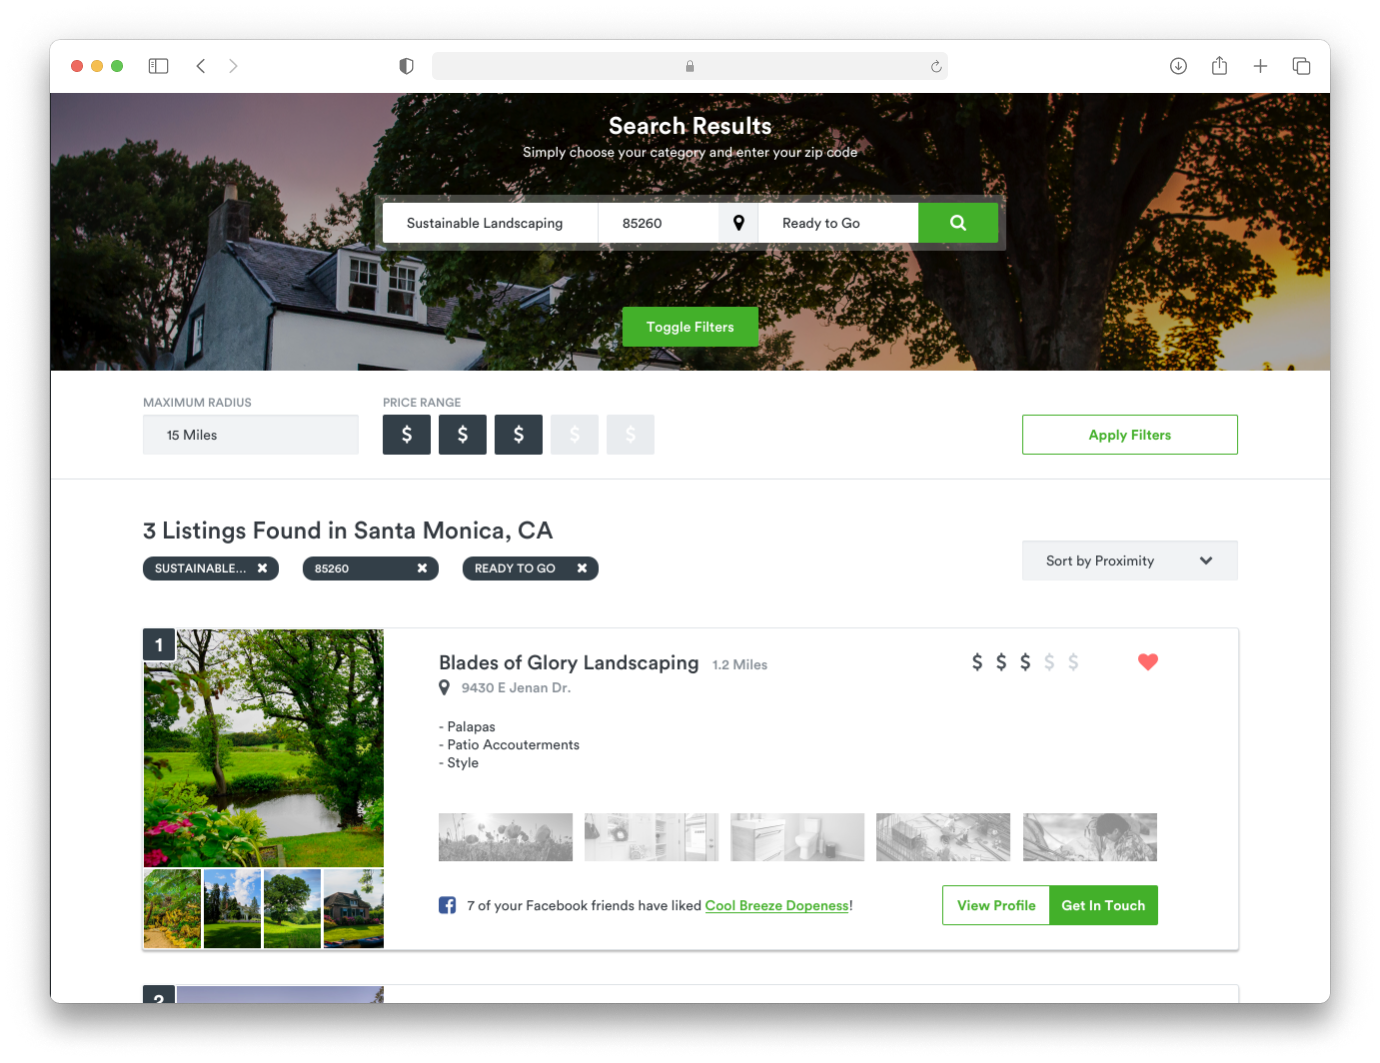 Search Results
Simply choose your category and enter your zip code
Sustainable Landscaping 85260 Ready to Go
Toggle Filters
MAXIMUM RADIUS PRICE RANGE
15 Miles $ $ $ $ $ Apply Filters
3 Listings Found in Santa Monica, CA
SUSTAINABLE... 85260 READY TO GO
Sort by Proximity
1
Blades of Glory Landscaping 1.2 Miles $ $ $ $ $
9430 E Jenan Dr.
- Palapas
- Patio Accouterments
- Style
7 of your Facebook friends have liked Cool Breeze Dopeness! View Profile Get In Touch
2